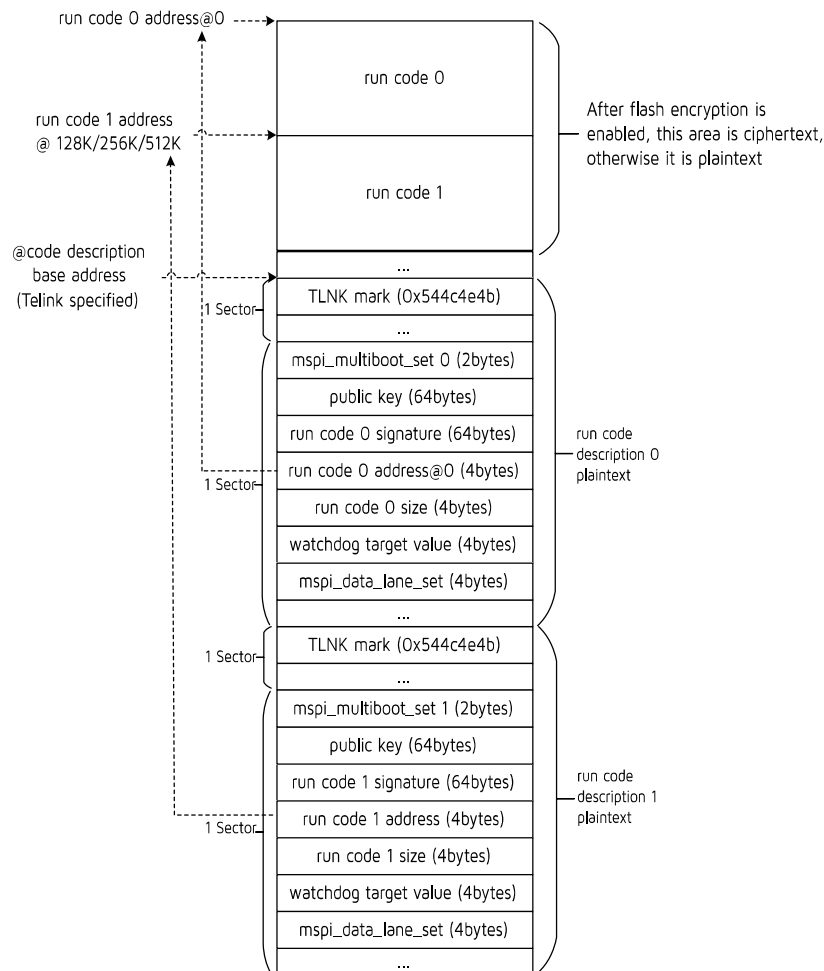 run code 0 address@0
run code 0
run code 1 address
@ 128K/256K/512K
After flash encryption is
enabled, this area is ciphertext,
otherwise it is plaintext
run code 1
@code description
base address
(Telink specified)
...
1 Sector
TLNK mark (0x544c4e4b)
...
mspi_multiboot_set 0 (2bytes)
public key (64bytes)
run code 0 signature (64bytes)
run code 0 address@0 (4bytes)
1 Sector
run code 0 size (4bytes)
watchdog target value (4bytes)
mspi_data_lane_set (4bytes)
...
run code
description 0
plaintext
1 Sector
TLNK mark (0x544c4e4b)
...
mspi_multiboot_set 1 (2bytes)
public key (64bytes)
run code 1 signature (64bytes)
run code 1 address (4bytes)
1 Sector
run code 1 size (4bytes)
watchdog target value (4bytes)
mspi_data_lane_set (4bytes)
...
run code
description 1
plaintext